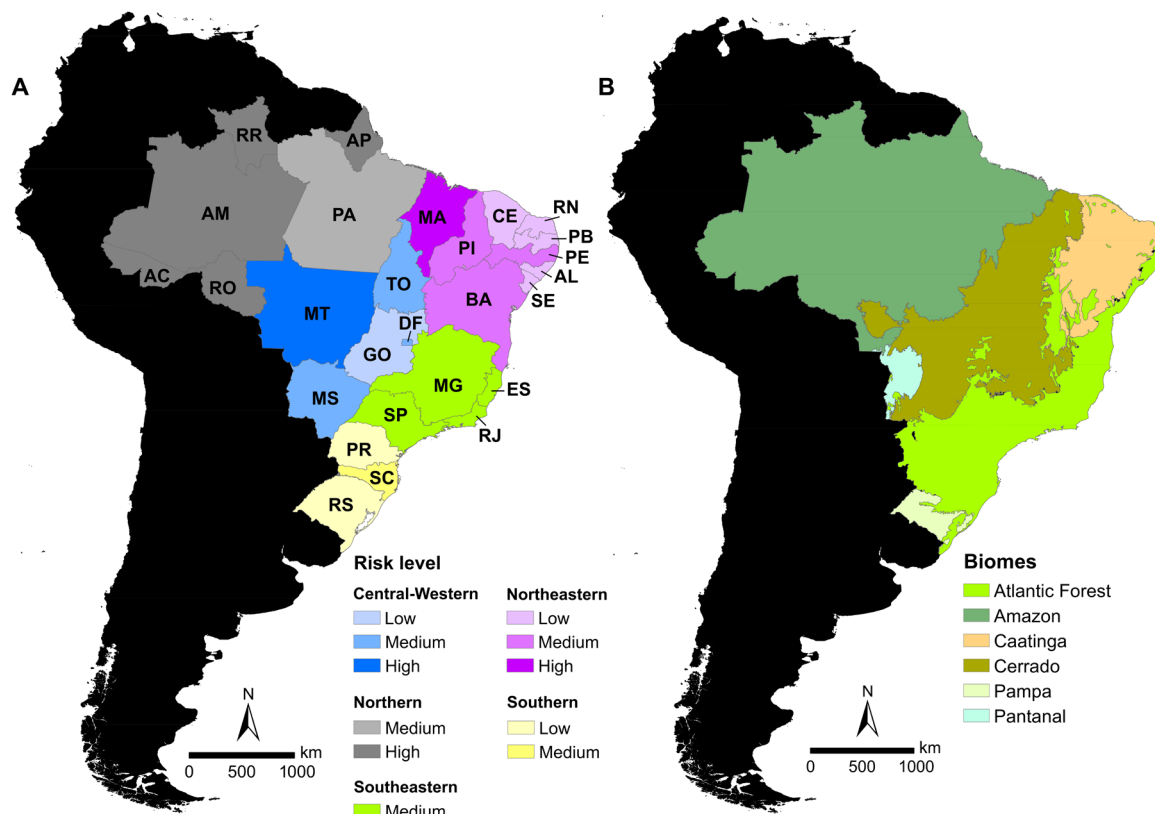 A
RR
AP
AM
PA
MA
CE
RN
PI
PB
PE
AL
SE
AC
RO
TO
BA
MT
DF
GO
MS
MG
ES
SP
RJ
PR
SC
RS
Risk level
Central-Western
Low
Medium
High
Northeastern
Low
Medium
High
Northern
Medium
High
Southern
Low
Medium
Southeastern
Medium
N
km
0 500 1000
B
Biomes
Atlantic Forest
Amazon
Caatinga
Cerrado
Pampa
Pantanal
N
km
0 500 1000